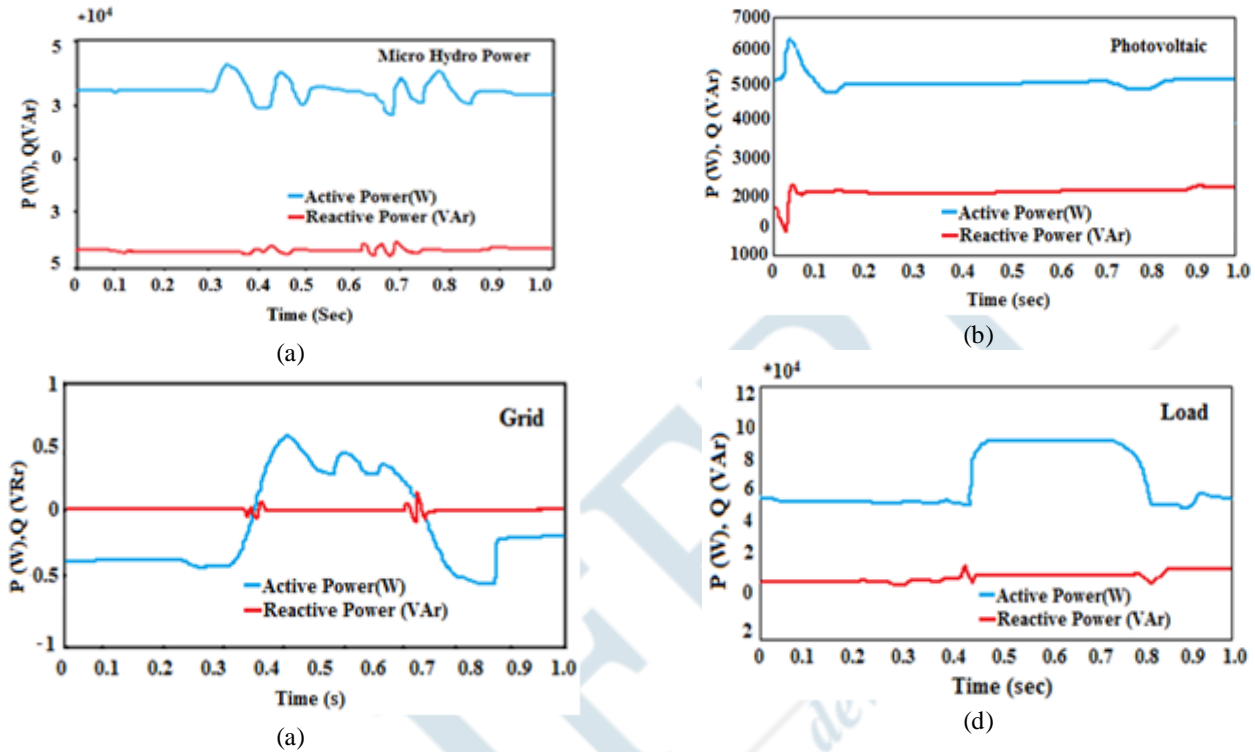 *10⁴
5
3
0
3
5
P (W), Q(VAr)
Micro Hydro Power
Active Power(W)
Reactive Power (VAr)
0 0.1 0.2 0.3 0.4 0.5 0.6 0.7 0.8 0.9 1.0
Time (Sec)
(a)
7000
6000
5000
4000
3000
2000
0
1000
P (W), Q (VAr)
Photovoltaic
Active Power(W)
Reactive Power (VAr)
0 0.1 0.2 0.3 0.4 0.5 0.6 0.7 0.8 0.9 1.0
Time (sec)
(b)
1
0.5
0
0.5
-1
P (W),Q (VRr)
Grid
Active Power(W)
Reactive Power (VAr)
0 0.1 0.2 0.3 0.4 0.5 0.6 0.7 0.8 0.9 1.0
Time (s)
(a)
*10⁴
12
10
8
6
4
2
0
2
P (W), Q (VAr)
Load
Active Power(W)
Reactive Power (VAr)
0 0.1 0.2 0.3 0.4 0.5 0.6 0.7 0.8 0.9 1.0
Time (sec)
(d)